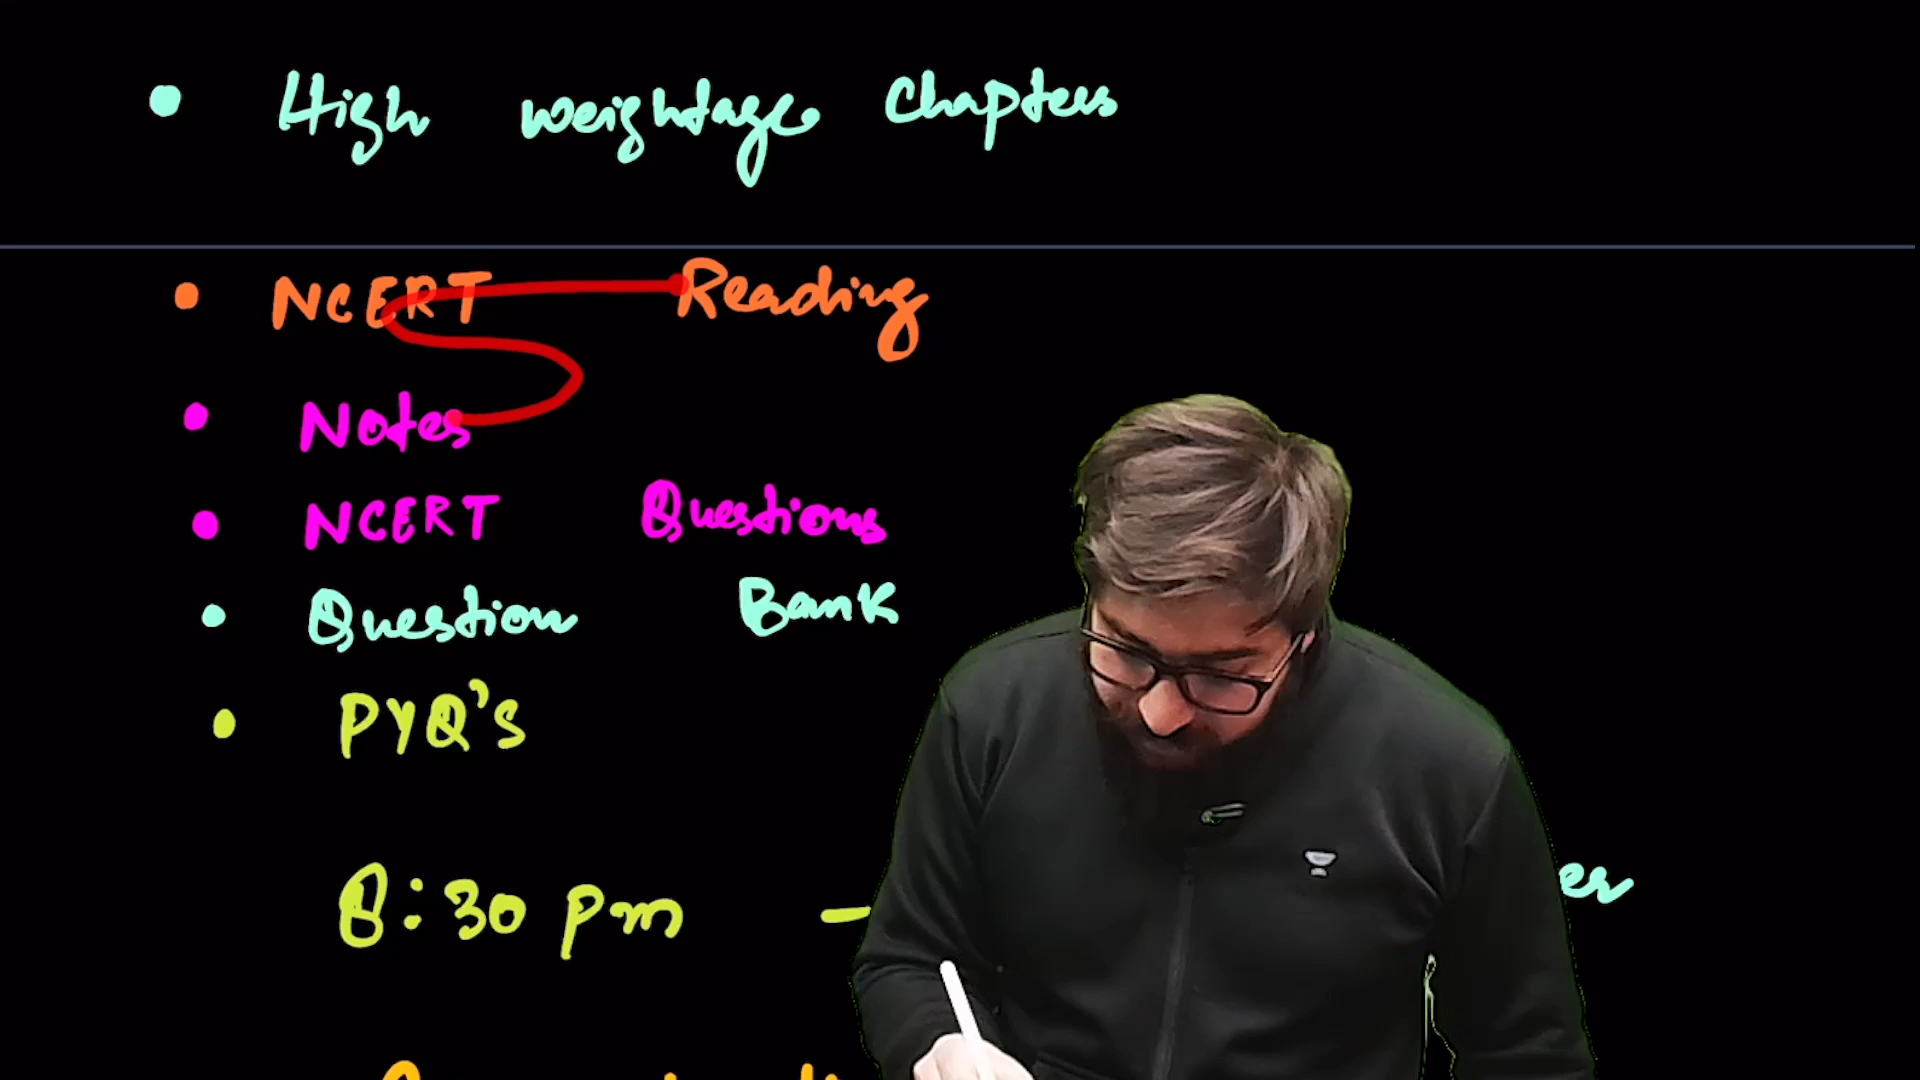 • High weightage Chapters
• NCERT Reading
• Notes
• NCERT Questions
• Question Bank
• PYQ's
8:30 pm –